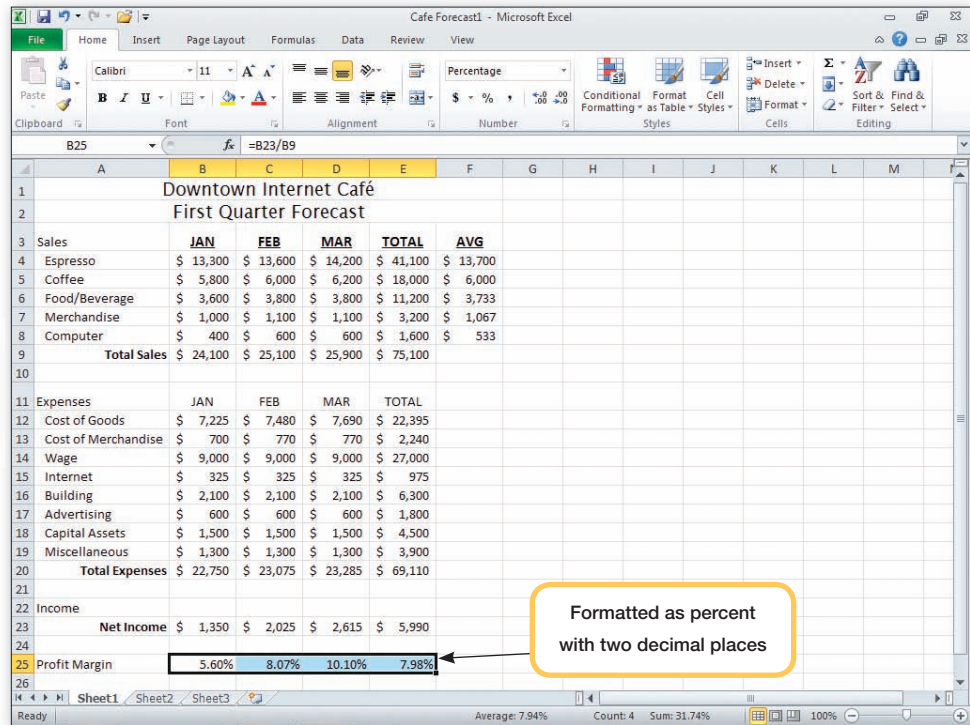 Cafe Forecast1 - Microsoft Excel
File Home Insert Page Layout Formulas Data Review View
Paste
Calibri 11 A A
B I U A
Percentage
$ % , .0 .00 .00 .0
Conditional Formatting
Format as Table
Cell Styles
Insert
Delete
Format
Σ
Sort & Filter
Find & Select
Clipboard Font Alignment Number Styles Cells Editing
B25 fx =B23/B9
A B C D E F G H I J K L M
1 Downtown Internet Café
2 First Quarter Forecast
3 Sales JAN FEB MAR TOTAL AVG
4 Espresso $ 13,300 $ 13,600 $ 14,200 $ 41,100 $ 13,700
5 Coffee $ 5,800 $ 6,000 $ 6,200 $ 18,000 $ 6,000
6 Food/Beverage $ 3,600 $ 3,800 $ 3,800 $ 11,200 $ 3,733
7 Merchandise $ 1,000 $ 1,100 $ 1,100 $ 3,200 $ 1,067
8 Computer $ 400 $ 600 $ 600 $ 1,600 $ 533
9 Total Sales $ 24,100 $ 25,100 $ 25,900 $ 75,100
10
11 Expenses JAN FEB MAR TOTAL
12 Cost of Goods $ 7,225 $ 7,480 $ 7,690 $ 22,395
13 Cost of Merchandise $ 700 $ 770 $ 770 $ 2,240
14 Wage $ 9,000 $ 9,000 $ 9,000 $ 27,000
15 Internet $ 325 $ 325 $ 325 $ 975
16 Building $ 2,100 $ 2,100 $ 2,100 $ 6,300
17 Advertising $ 600 $ 600 $ 600 $ 1,800
18 Capital Assets $ 1,500 $ 1,500 $ 1,500 $ 4,500
19 Miscellaneous $ 1,300 $ 1,300 $ 1,300 $ 3,900
20 Total Expenses $ 22,750 $ 23,075 $ 23,285 $ 69,110
21
22 Income
23 Net Income $ 1,350 $ 2,025 $ 2,615 $ 5,990
24
25 Profit Margin 5.60% 8.07% 10.10% 7.98%
26
Formatted as percent
with two decimal places
Sheet1 Sheet2 Sheet3
Ready Average: 7.94% Count: 4 Sum: 31.74% 100%